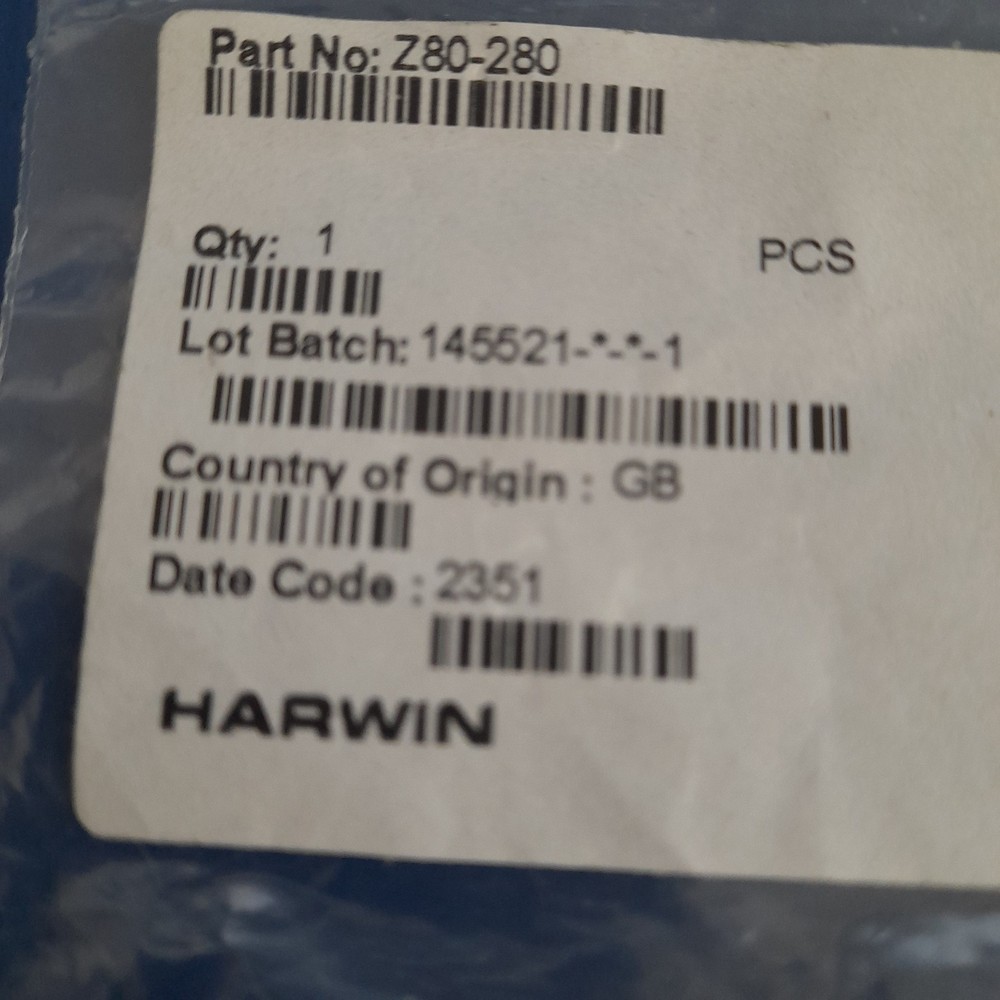 Part No: Z80-280
Qty: 1 PCS
Lot Batch: 145521-*-*-1
Country of Origin : GB
Date Code : 2351
HARWIN